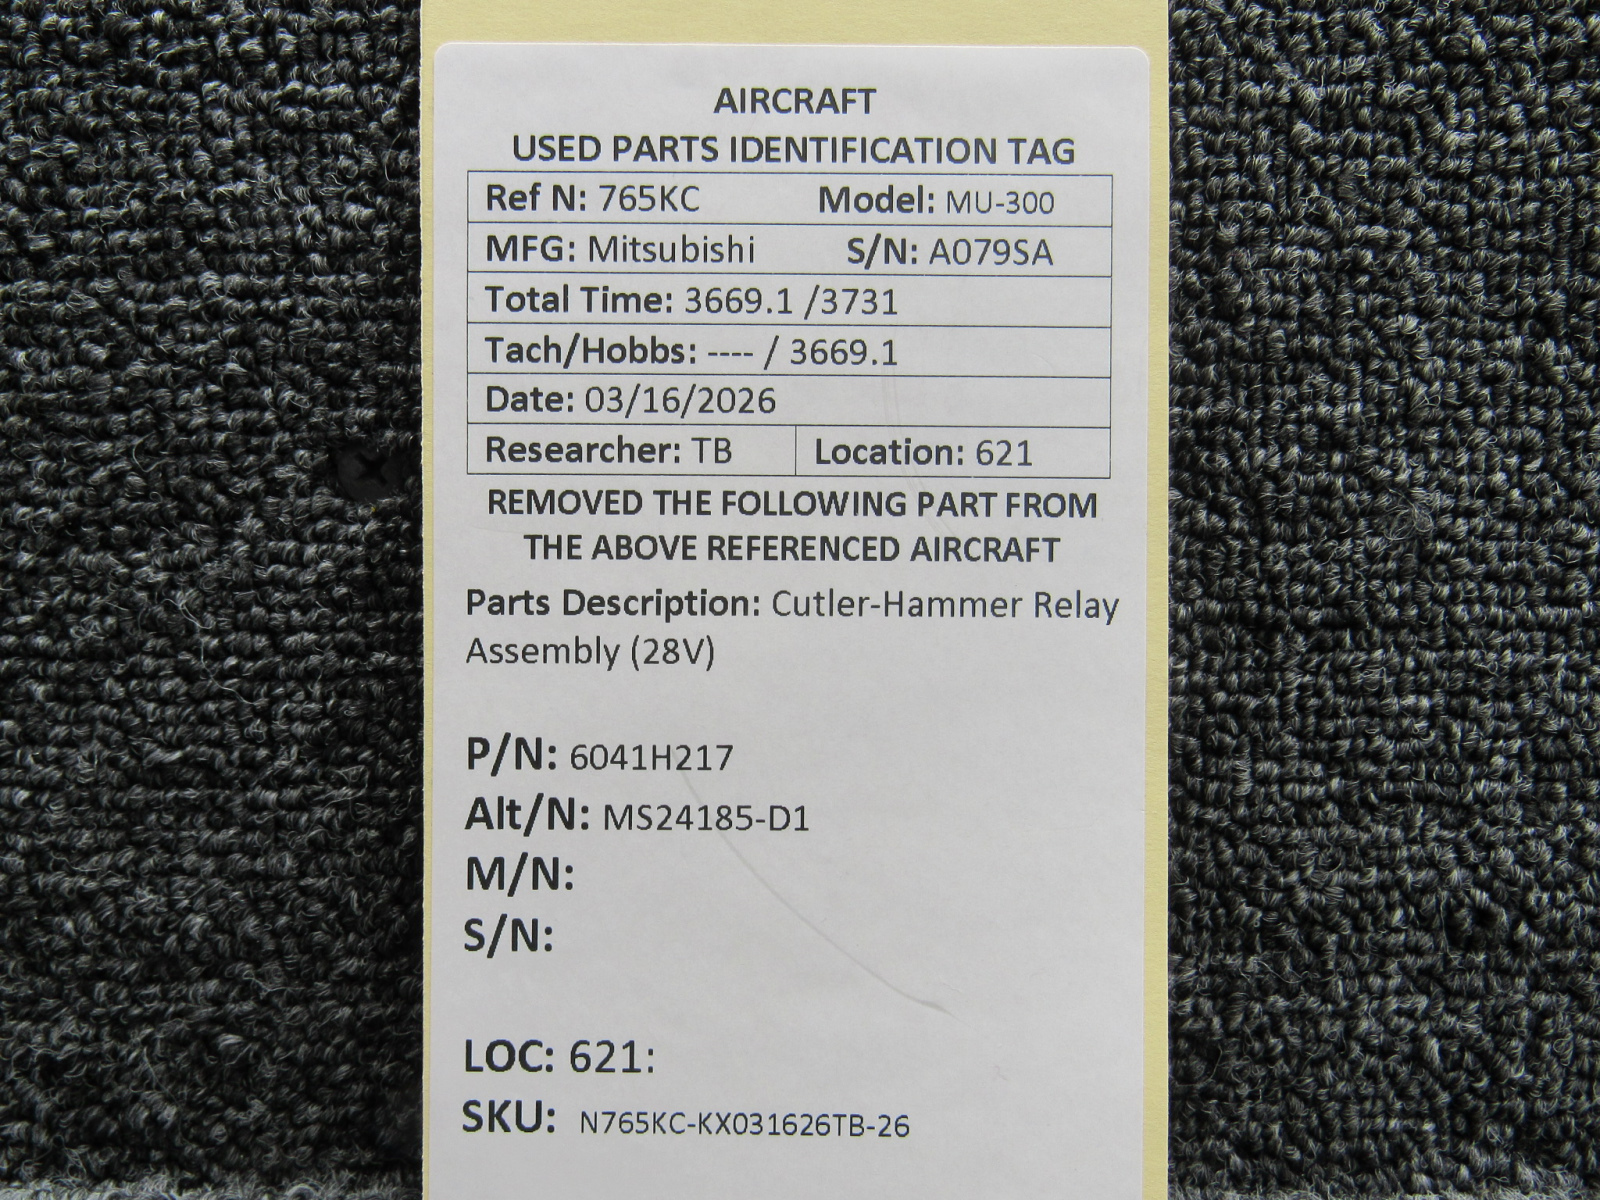 AIRCRAFT
USED PARTS IDENTIFICATION TAG
Ref N: 765KC Model: MU-300
MFG: Mitsubishi S/N: A079SA
Total Time: 3669.1 /3731
Tach/Hobbs: ---- / 3669.1
Date: 03/16/2026
Researcher: TB Location: 621
REMOVED THE FOLLOWING PART FROM
THE ABOVE REFERENCED AIRCRAFT
Parts Description: Cutler-Hammer Relay
Assembly (28V)
P/N: 6041H217
Alt/N: MS24185-D1
M/N:
S/N:
LOC: 621:
SKU: N765KC-KX031626TB-26